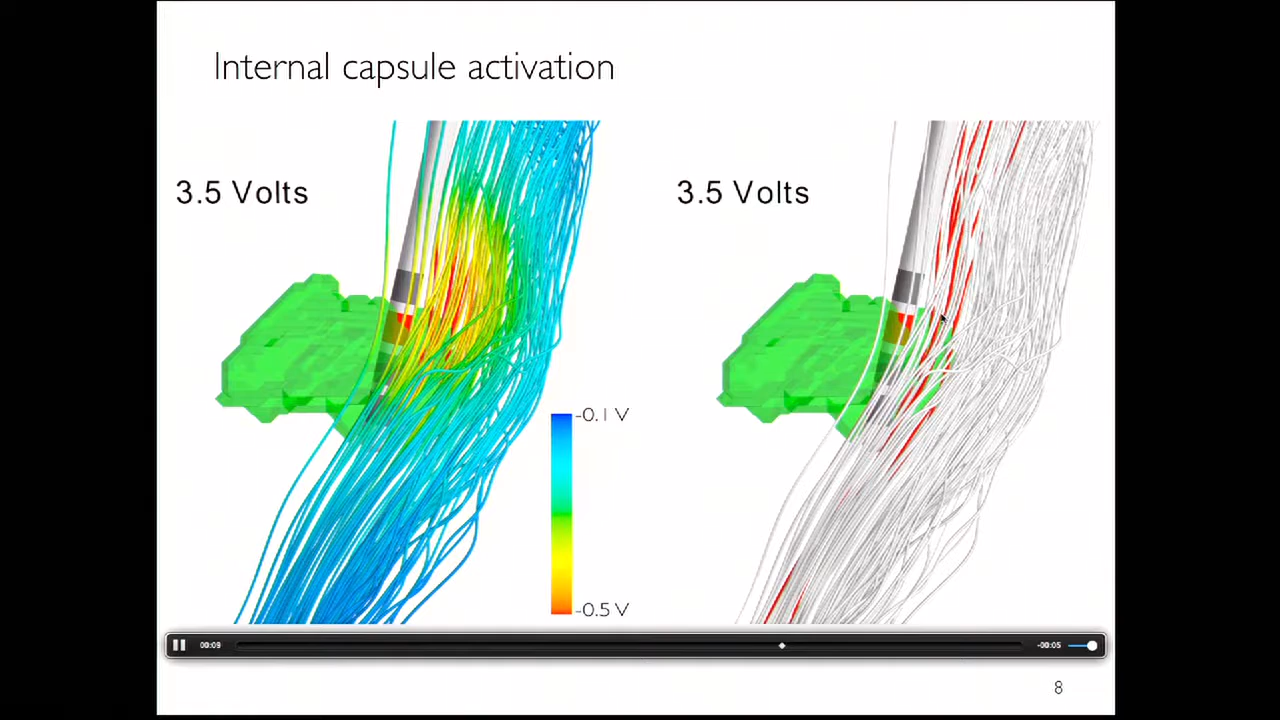 Internal capsule activation
3.5 Volts
3.5 Volts
-0.1 V
-0.5 V
00:09
-00:05
8